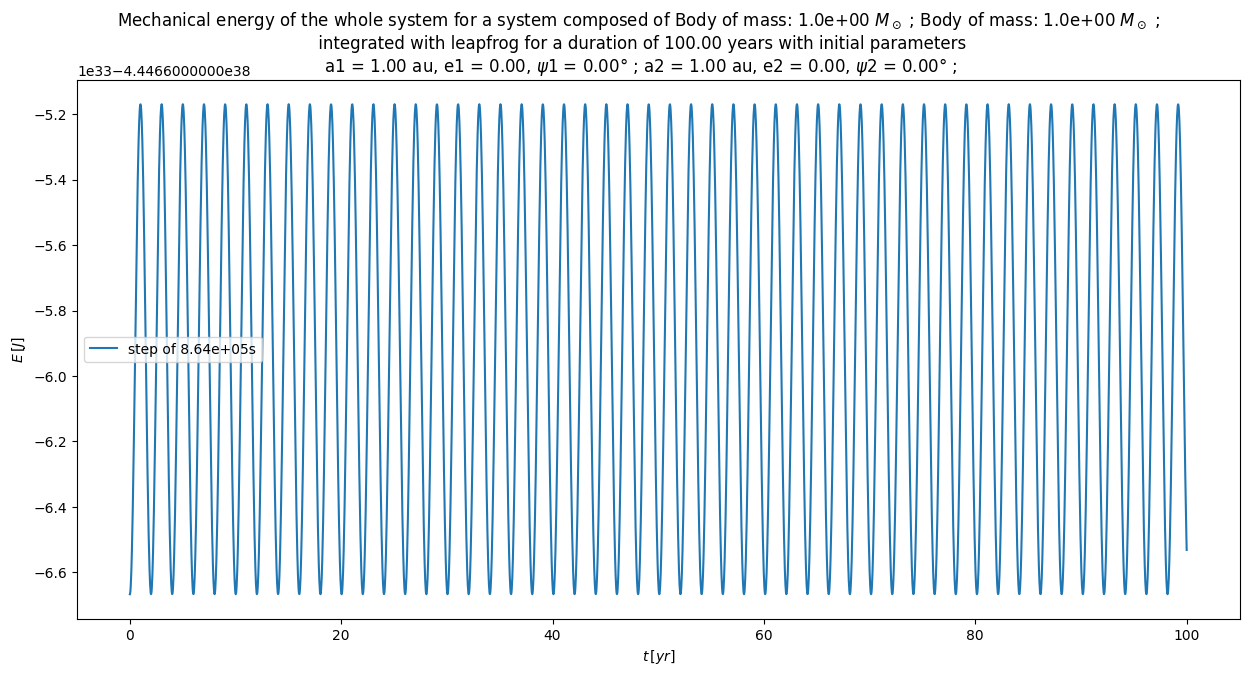 Mechanical energy of the whole system for a system composed of Body of mass: 1.0e+00 $M_\odot$ ; Body of mass: 1.0e+00 $M_\odot$ ;
integrated with leapfrog for a duration of 100.00 years with initial parameters
a1 = 1.00 au, e1 = 0.00, ψ1 = 0.00° ; a2 = 1.00 au, e2 = 0.00, ψ2 = 0.00° ;
1e33−4.4466000000e38
−5.2
−5.4
−5.6
−5.8
−6.0
−6.2
−6.4
−6.6
E [J]
step of 8.64e+05s
0 20 40 60 80 100
t [yr]